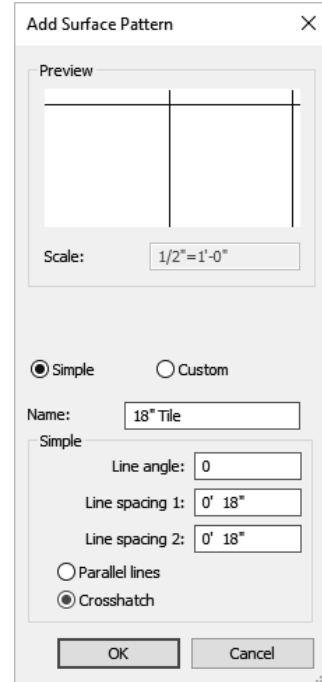 Add Surface Pattern
Preview
Scale: 1/2"=1'-0"
Simple Custom
Name: 18" Tile
Simple
Line angle: 0
Line spacing 1: 0' 18"
Line spacing 2: 0' 18"
Parallel lines
Crosshatch
OK Cancel